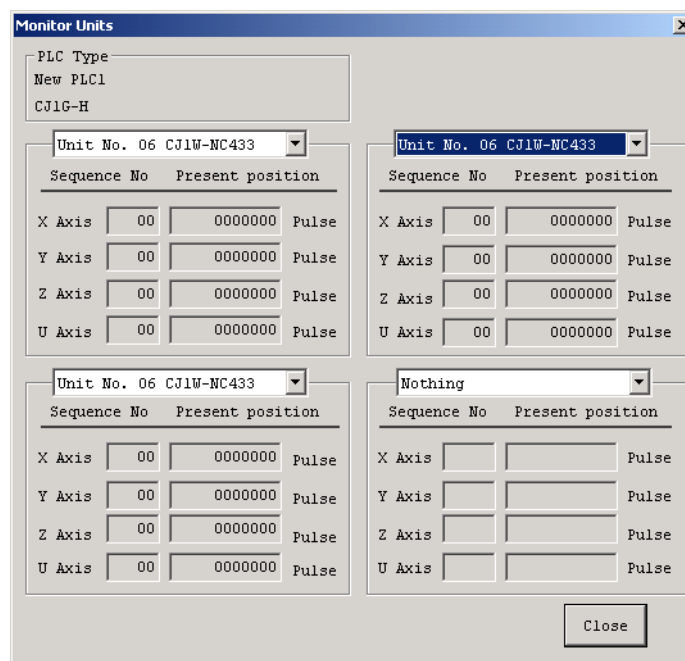 Monitor Units
PLC Type
New PLC1
CJ1G-H
Unit No. 06 CJ1W-NC433
Sequence No Present position
X Axis 00 0000000 Pulse
Y Axis 00 0000000 Pulse
Z Axis 00 0000000 Pulse
U Axis 00 0000000 Pulse
Unit No. 06 CJ1W-NC433
Sequence No Present position
X Axis 00 0000000 Pulse
Y Axis 00 0000000 Pulse
Z Axis 00 0000000 Pulse
U Axis 00 0000000 Pulse
Unit No. 06 CJ1W-NC433
Sequence No Present position
X Axis 00 0000000 Pulse
Y Axis 00 0000000 Pulse
Z Axis 00 0000000 Pulse
U Axis 00 0000000 Pulse
Nothing
Sequence No Present position
X Axis Pulse
Y Axis Pulse
Z Axis Pulse
U Axis Pulse
Close